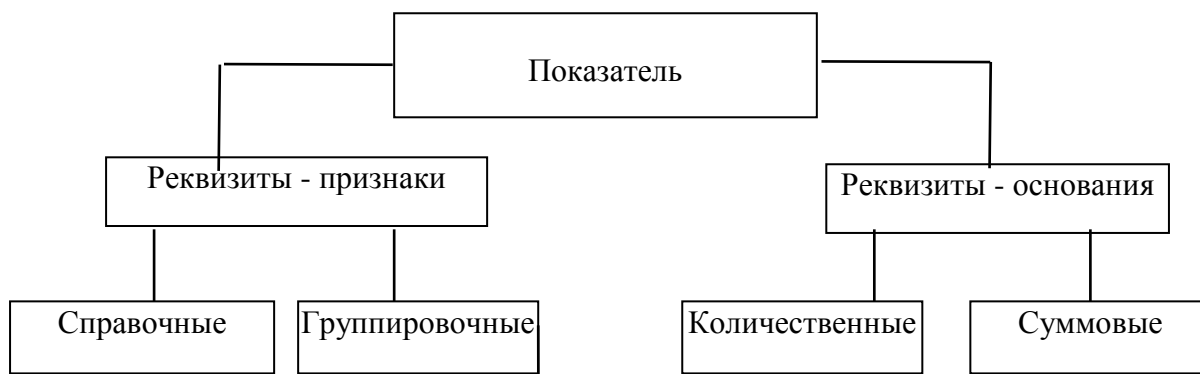 Показатель
Реквизиты - признаки
Реквизиты - основания
Справочные
Группировочные
Количественные
Суммовые